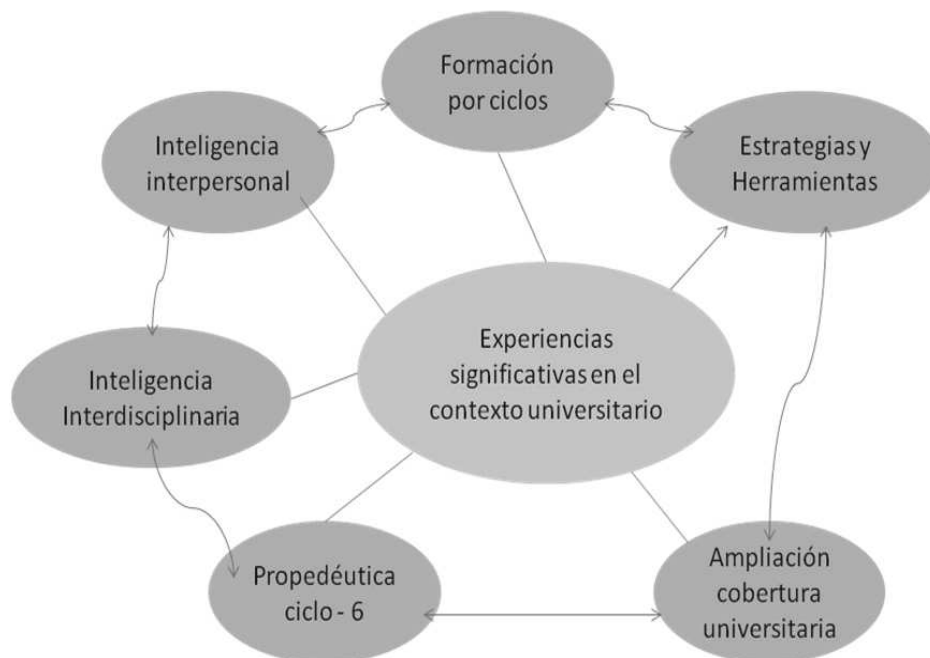 Formación
por ciclos
Inteligencia
interpersonal
Estrategias y
Herramientas
Experiencias
significativas en el
contexto universitario
Inteligencia
Interdisciplinaria
Propedéutica
ciclo - 6
Ampliación
cobertura
universitaria